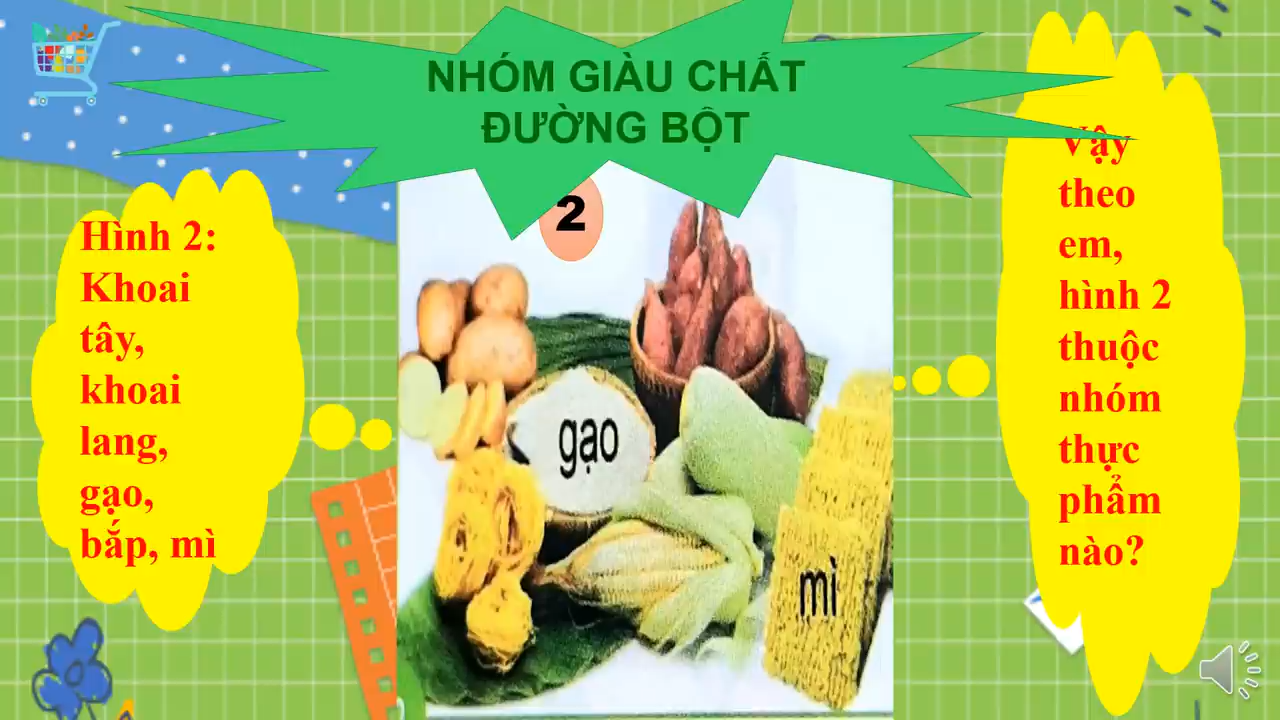 NHÓM GIÀU CHẤT
ĐƯỜNG BỘT
Hình 2:
Khoai
tây,
khoai
lang,
gạo,
bắp, mì
2
gạo
mì
Vậy
theo
em,
hình 2
thuộc
nhóm
thực
phẩm
nào?